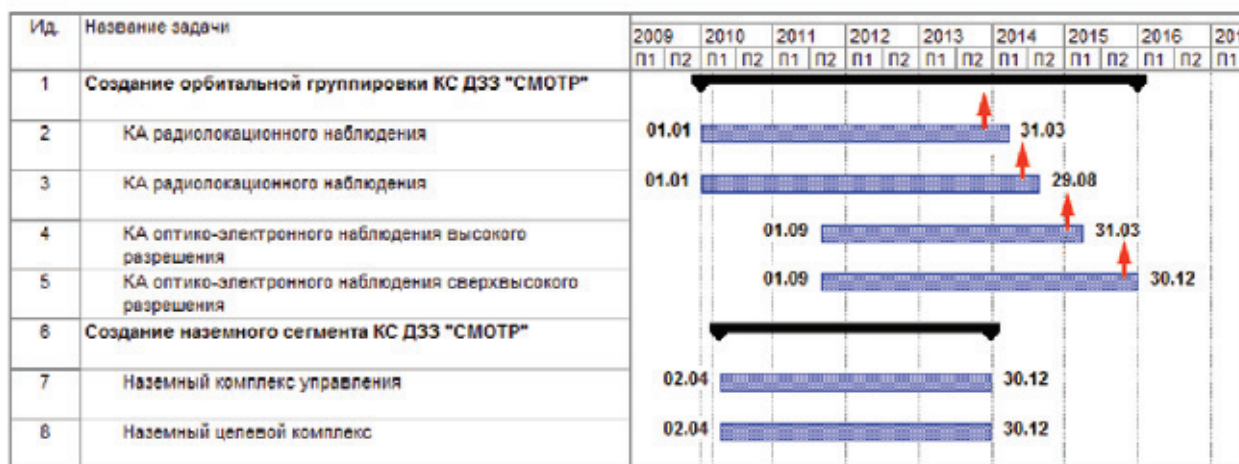 Ид.
Название задачи
2009 2010 2011 2012 2013 2014 2015 2016 201
П1 П2 П1 П2 П1 П2 П1 П2 П1 П2 П1 П2 П1 П2 П1 П2 П1
1 Создание орбитальной группировки КС ДЗЗ "СМОТР"
2 КА радиолокационного наблюдения 01.01 31.03
3 КА радиолокационного наблюдения 01.01 29.08
4 КА оптико-электронного наблюдения высокого 01.09 31.03
разрешения
5 КА оптико-электронного наблюдения сверхвысокого 01.09 30.12
разрешения
6 Создание наземного сегмента КС ДЗЗ "СМОТР"
7 Наземный комплекс управления 02.04 30.12
8 Наземный целевой комплекс 02.04 30.12